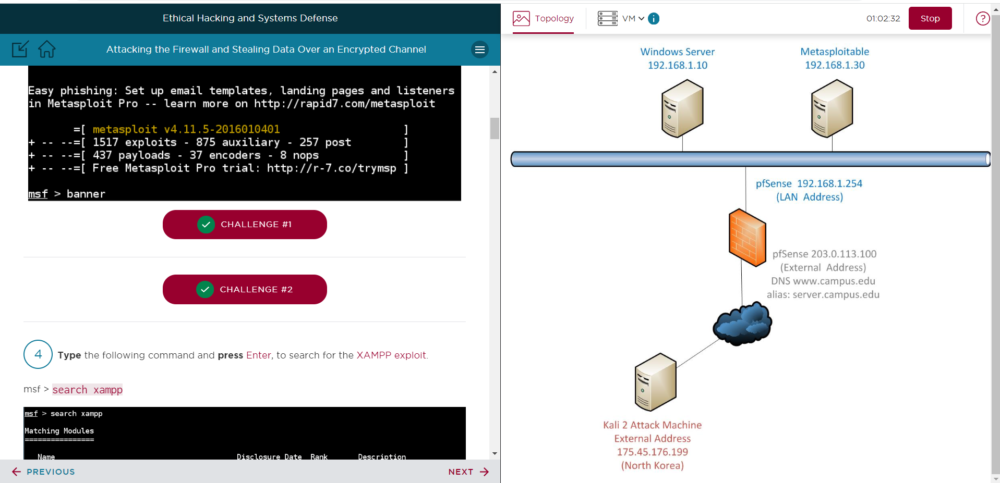 Ethical Hacking and Systems Defense
Attacking the Firewall and Stealing Data Over an Encrypted Channel
Easy phishing: Set up email templates, landing pages and listeners
in Metasploit Pro -- learn more on http://rapid7.com/metasploit
=[ metasploit v4.11.5-2016010401 ]
+ -- --=[ 1517 exploits - 875 auxiliary - 257 post ]
+ -- --=[ 437 payloads - 37 encoders - 8 nops ]
+ -- --=[ Free Metasploit Pro trial: http://r-7.co/trymsp ]
msf > banner
CHALLENGE #1
CHALLENGE #2
4 Type the following command and press Enter, to search for the XAMPP exploit.
msf > search xampp
msf > search xampp
Matching Modules
================
Name Disclosure Date Rank Description
PREVIOUS
NEXT
Topology
VM
i
01:02:32
Stop
?
Windows Server
192.168.1.10
Metasploitable
192.168.1.30
pfSense 192.168.1.254
(LAN Address)
pfSense 203.0.113.100
(External Address)
DNS www.campus.edu
alias: server.campus.edu
Kali 2 Attack Machine
External Address
175.45.176.199
(North Korea)